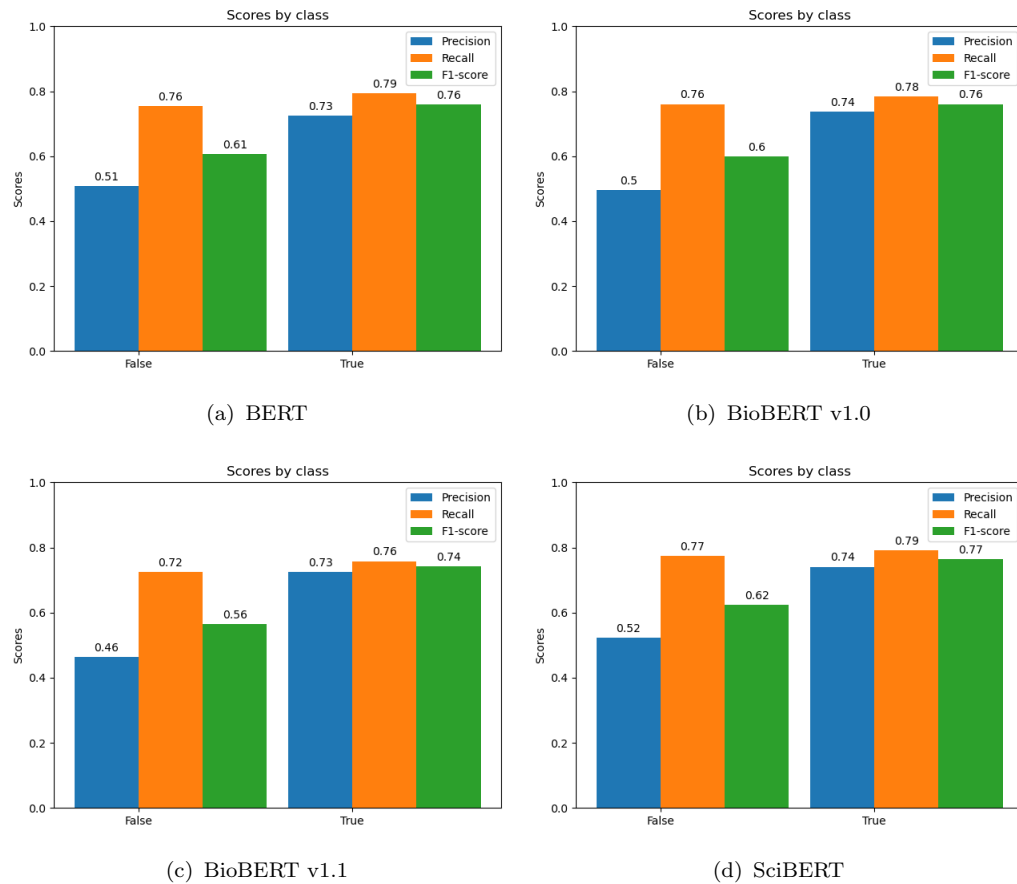 Scores by class
Scores
1.0
0.8
0.6
0.4
0.2
0.0
Precision
Recall
F1-score
0.51
0.76
0.61
0.73
0.79
0.76
False
True
(a) BERT
Scores by class
Scores
1.0
0.8
0.6
0.4
0.2
0.0
Precision
Recall
F1-score
0.5
0.76
0.6
0.74
0.78
0.76
False
True
(b) BioBERT v1.0
Scores by class
Scores
1.0
0.8
0.6
0.4
0.2
0.0
Precision
Recall
F1-score
0.46
0.72
0.56
0.73
0.76
0.74
False
True
(c) BioBERT v1.1
Scores by class
Scores
1.0
0.8
0.6
0.4
0.2
0.0
Precision
Recall
F1-score
0.52
0.77
0.62
0.74
0.79
0.77
False
True
(d) SciBERT